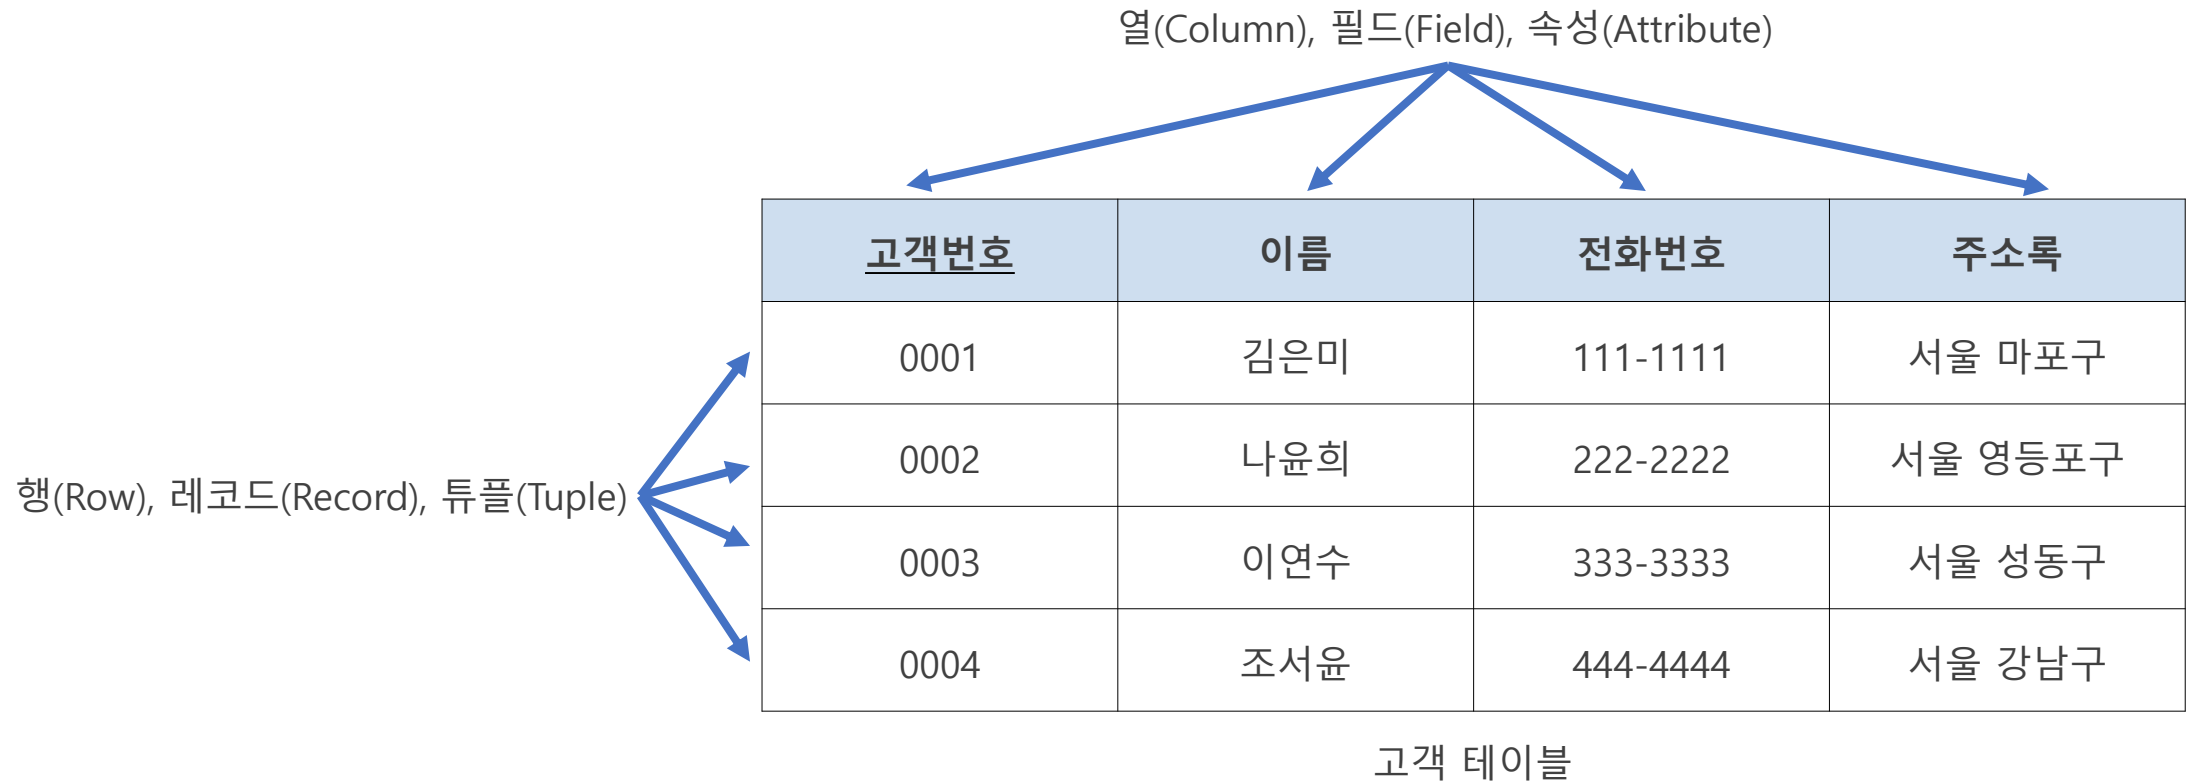 열(Column), 필드(Field), 속성(Attribute)
고객번호 이름 전화번호 주소록
0001 김은미 111-1111 서울 마포구
0002 나윤희 222-2222 서울 영등포구
행(Row), 레코드(Record), 튜플(Tuple)
0003 이연수 333-3333 서울 성동구
0004 조서윤 444-4444 서울 강남구
고객 테이블